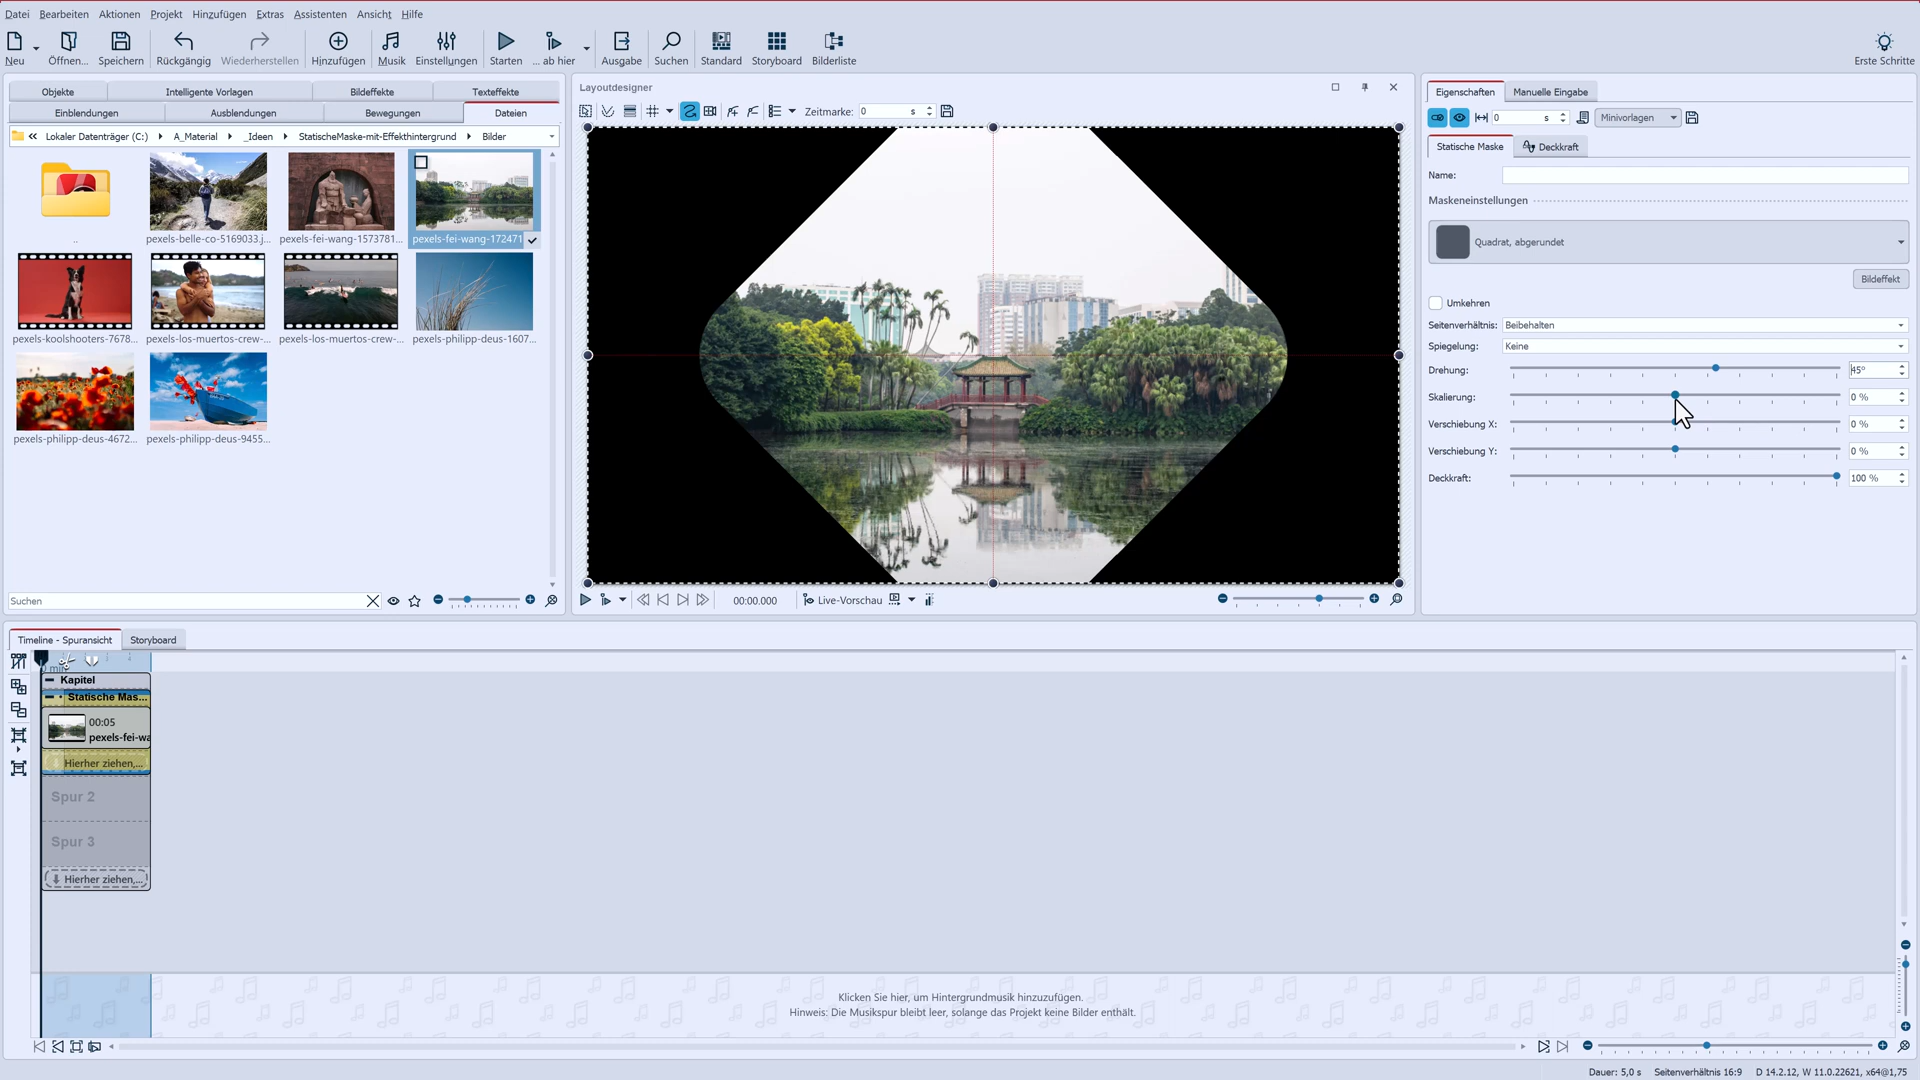 Datei Bearbeiten Aktionen Projekt Hinzufügen Extras Assistenten Ansicht Hilfe
Neu Öffnen... Speichern Rückgängig Wiederherstellen Hinzufügen Musik Einstellungen Starten ... ab hier Ausgabe Suchen Standard Storyboard Bilderliste Erste Schritte
Objekte Intelligente Vorlagen Bildeffekte Texteffekte
Einblendungen Ausblendungen Bewegungen Dateien
Lokaler Datenträger (C:) A_Material _Ideen StatischeMaske-mit-Effekthintergrund Bilder
.. pexels-belle-co-5169033.j... pexels-fei-wang-1573781... pexels-fei-wang-172471
pexels-koolshooters-7678... pexels-los-muertos-crew-... pexels-los-muertos-crew-... pexels-philipp-deus-1607...
pexels-philipp-deus-4672... pexels-philipp-deus-9455...
Suchen
Layoutdesigner
Zeitmarke: 0 s
00:00.000 Live-Vorschau
Eigenschaften Manuelle Eingabe
0 s Minivorlagen
Statische Maske Deckkraft
Name:
Maskeneinstellungen
Quadrat, abgerundet
Bildeffekt
Umkehren
Seitenverhältnis: Beibehalten
Spiegelung: Keine
Drehung: 45°
Skalierung: 0 %
Verschiebung X: 0 %
Verschiebung Y: 0 %
Deckkraft: 100 %
Timeline - Spuransicht Storyboard
Kapitel
Statische Mas...
00:05
pexels-fei-wa
Hierher ziehen,...
Spur 2
Spur 3
Hierher ziehen,...
Klicken Sie hier, um Hintergrundmusik hinzuzufügen.
Hinweis: Die Musikspur bleibt leer, solange das Projekt keine Bilder enthält.
Dauer: 5,0 s Seitenverhältnis 16:9 D 14.2.12, W 11.0.22621, x64@1,75